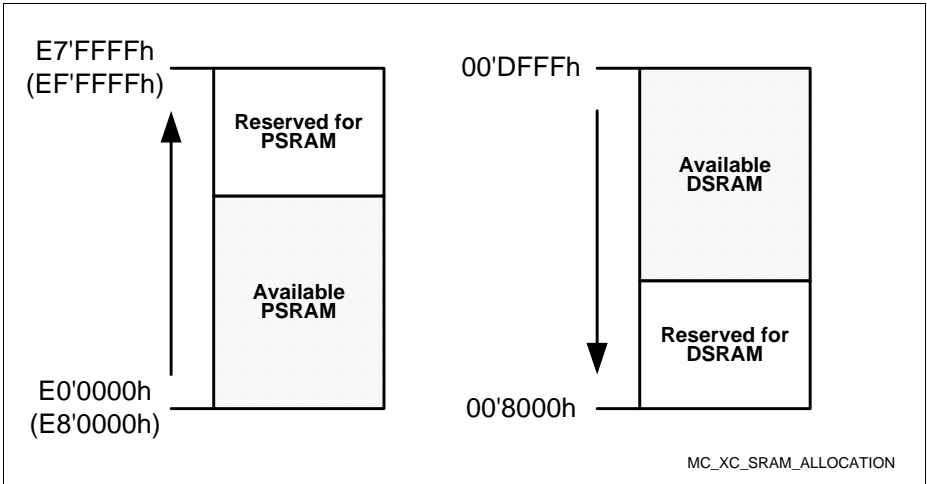 E7'FFFFh
(EF'FFFFh)
Reserved for
PSRAM
Available
PSRAM
E0'0000h
(E8'0000h)
00'DFFFh
Available
DSRAM
Reserved for
DSRAM
00'8000h
MC_XC_SRAM_ALLOCATION